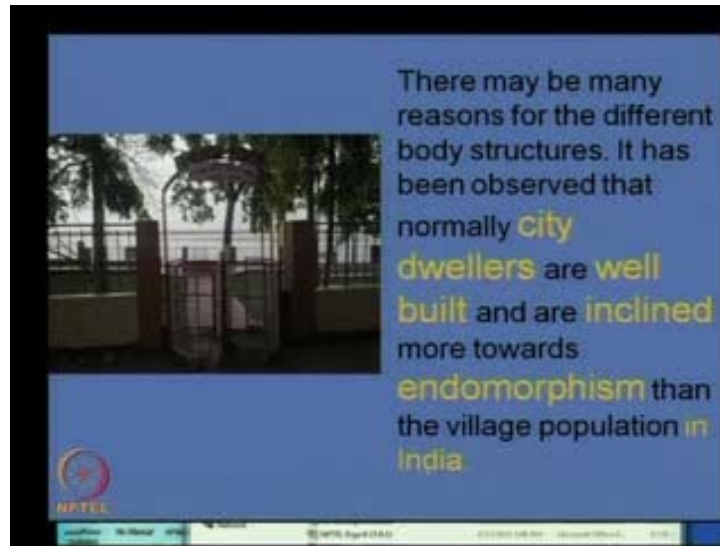 There may be many
reasons for the different
body structures. It has
been observed that
normally city
dwellers are well
built and are inclined
more towards
endomorphism than
the village population in
India
NPTEL